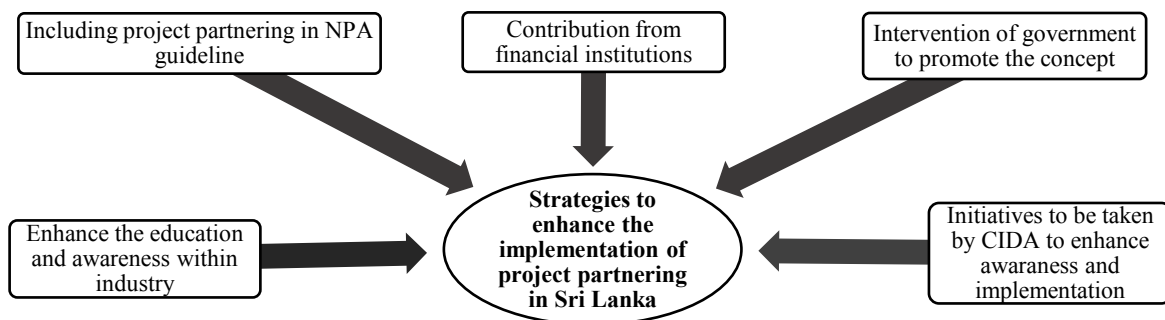 Including project partnering in NPA
guideline
Contribution from
financial institutions
Intervention of government
to promote the concept
Enhance the education
and awareness within
industry
Strategies to
enhance the
implementation of
project partnering
in Sri Lanka
Initiatives to be taken
by CIDA to enhance
awaraness and
implementation